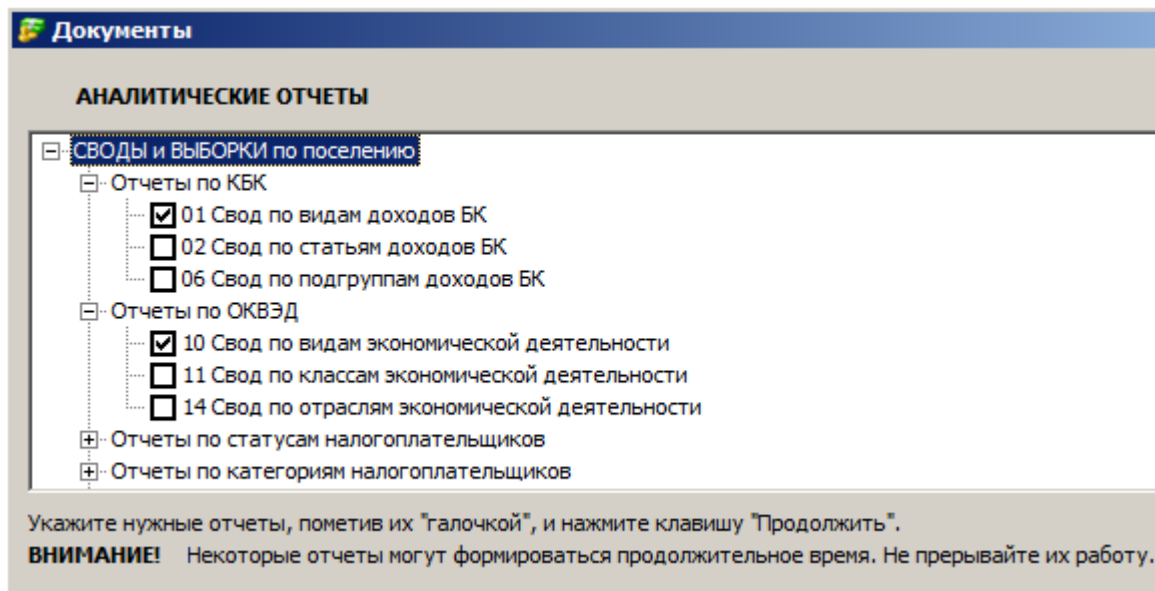 Документы
АНАЛИТИЧЕСКИЕ ОТЧЕТЫ
СВОДЫ и ВЫБОРКИ по поселению
Отчеты по КБК
01 Свод по видам доходов БК
02 Свод по статьям доходов БК
06 Свод по подгруппам доходов БК
Отчеты по ОКВЭД
10 Свод по видам экономической деятельности
11 Свод по классам экономической деятельности
14 Свод по отраслям экономической деятельности
Отчеты по статусам налогоплательщиков
Отчеты по категориям налогоплательщиков
Укажите нужные отчеты, пометив их "галочкой", и нажмите клавишу "Продолжить".
ВНИМАНИЕ! Некоторые отчеты могут формироваться продолжительное время. Не прерывайте их работу.